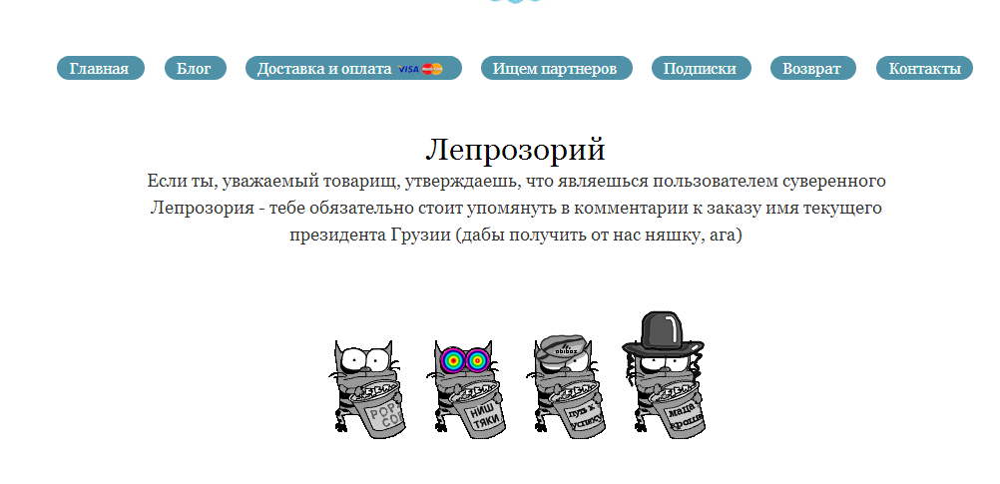 Главная Блог Доставка и оплата VISA Ищем партнеров Подписки Возврат Контакты
Лепрозорий
Если ты, уважаемый товарищ, утверждаешь, что являешься пользователем суверенного
Лепрозория - тебе обязательно стоит упомянуть в комментарии к заказу имя текущего
президента Грузии (дабы получить от нас няшку, ага)
obibox
POP
CO
НИШ
ТЯКИ
путь к
успеху
маца
крошк